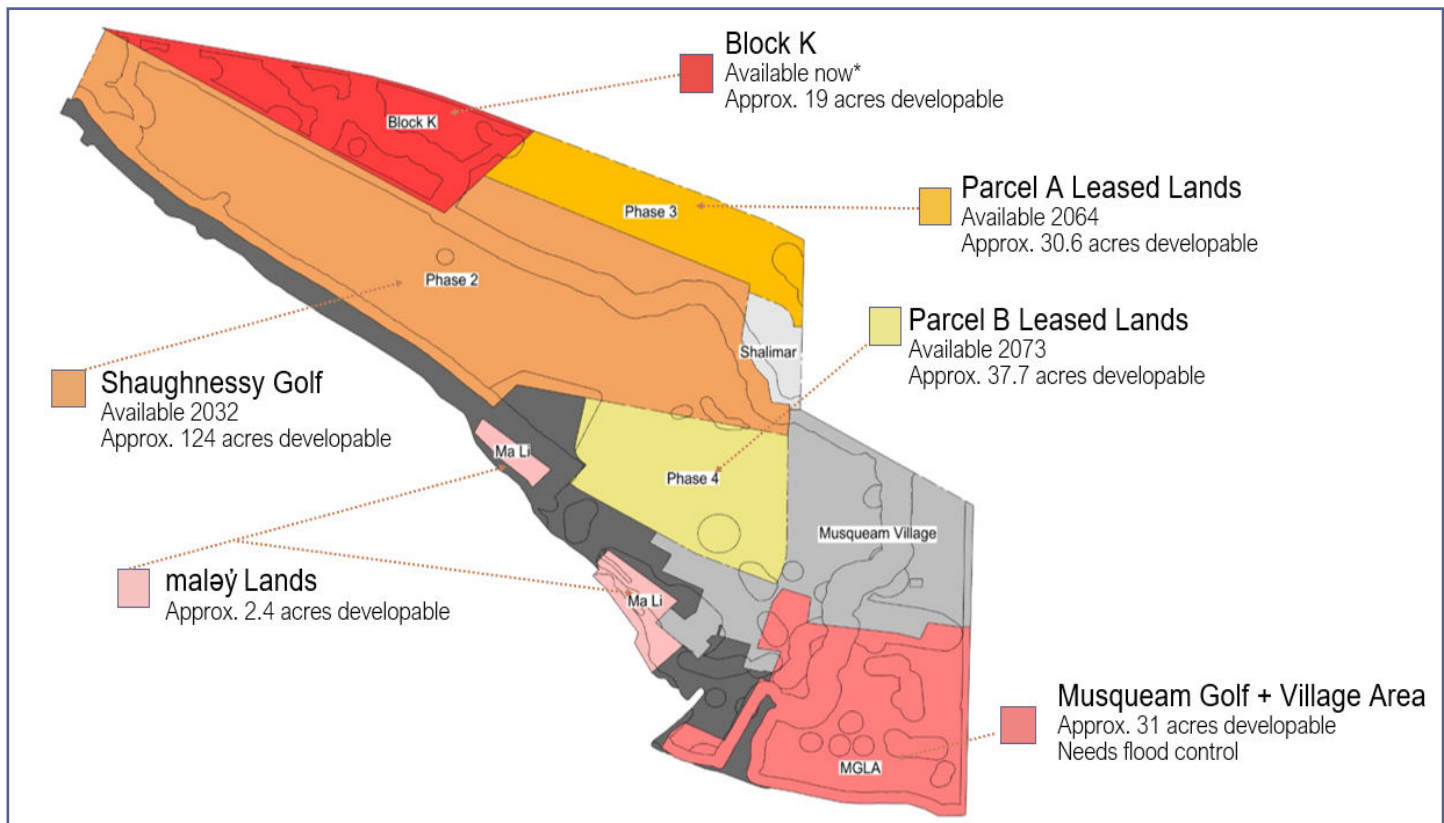 Block K
Available now*
Approx. 19 acres developable
Block K
Parcel A Leased Lands
Available 2064
Approx. 30.6 acres developable
Phase 3
Phase 2
Parcel B Leased Lands
Available 2073
Approx. 37.7 acres developable
Shalimar
Shaughnessy Golf
Available 2032
Approx. 124 acres developable
Ma Li
Phase 4
Musqueam Village
maləy̓ Lands
Approx. 2.4 acres developable
Ma Li
Musqueam Golf + Village Area
Approx. 31 acres developable
Needs flood control
MGLA